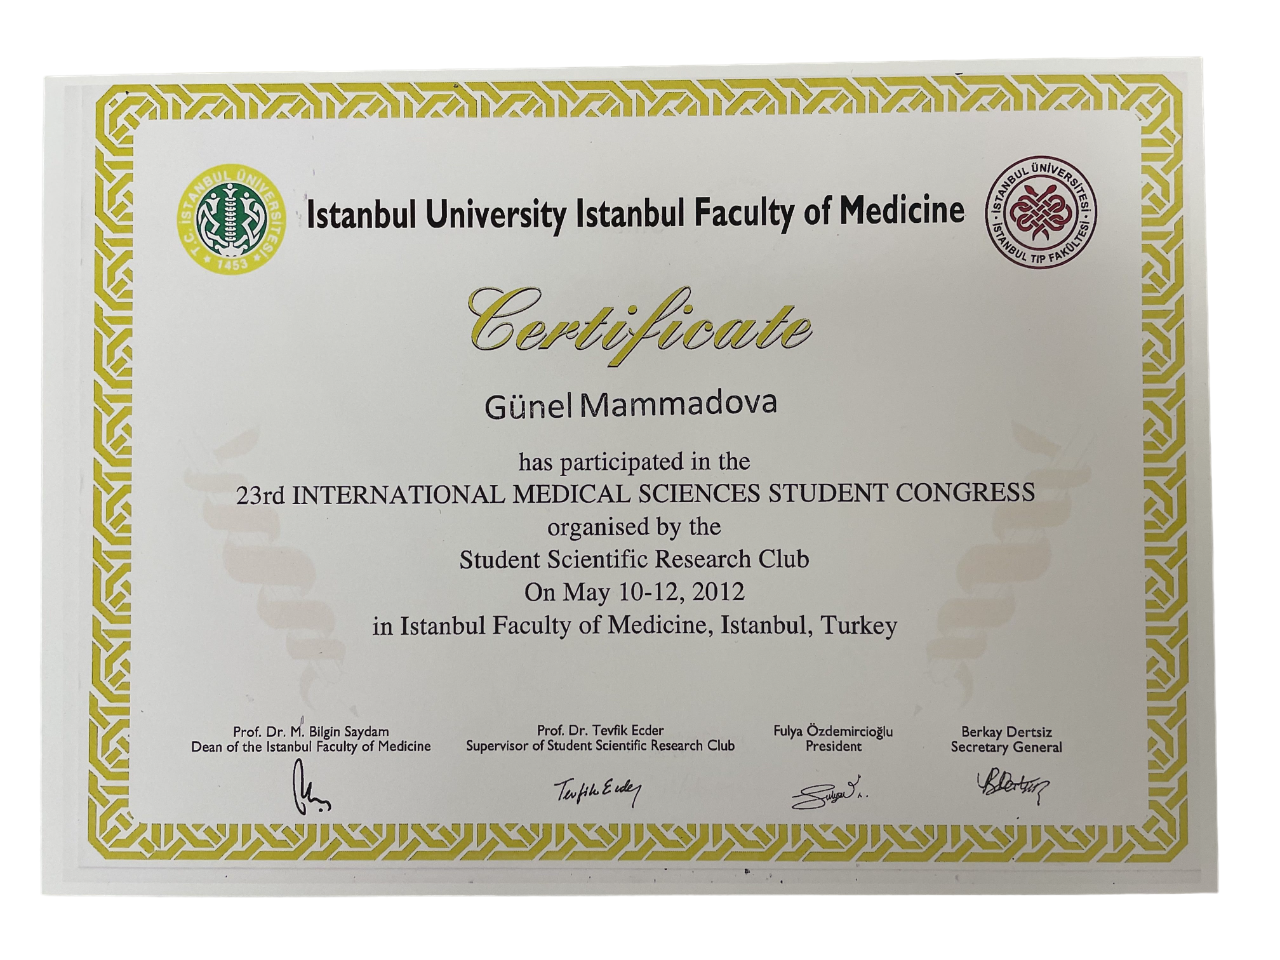 Istanbul University Istanbul Faculty of Medicine
T.C. İSTANBUL ÜNİVERSİTESİ
1453
İSTANBUL ÜNİVERSİTESİ
İSTANBUL TIP FAKÜLTESİ
Certificate
Günel Mammadova
has participated in the
23rd INTERNATIONAL MEDICAL SCIENCES STUDENT CONGRESS
organised by the
Student Scientific Research Club
On May 10-12, 2012
in Istanbul Faculty of Medicine, Istanbul, Turkey
Prof. Dr. M. Bilgin Saydam
Dean of the Istanbul Faculty of Medicine
Prof. Dr. Tevfik Ecder
Supervisor of Student Scientific Research Club
Tevfik Ecder
Fulya Özdemircioğlu
President
Berkay Dertsiz
Secretary General